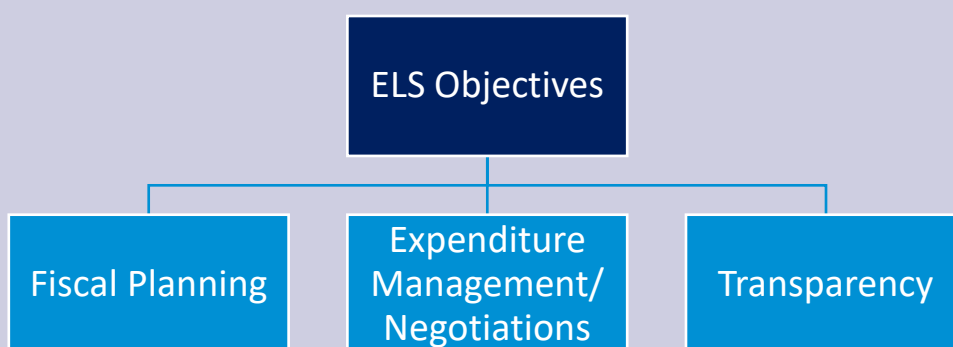 ELS Objectives
Fiscal Planning
Expenditure
Management/
Negotiations
Transparency